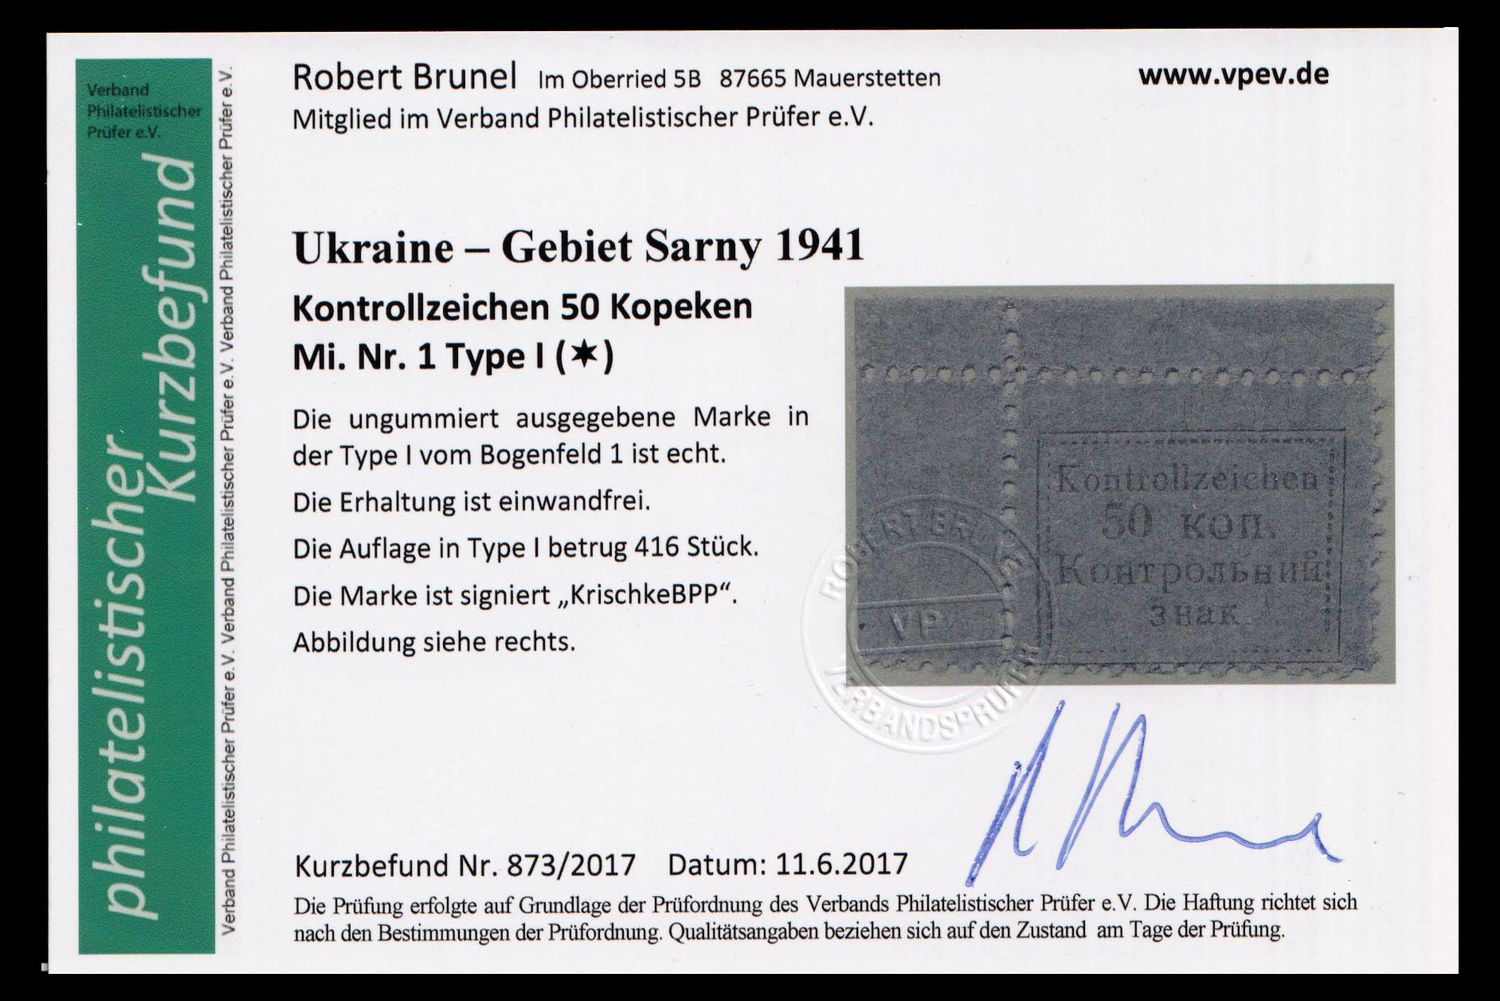 Verband
Philatelistischer
Prüfer e.V.
philatelistischer
Kurzbefund
Verband Philatelistischer Prüfer e.V. Verband Philatelistischer Prüfer e.V. Verband Philatelistischer Prüfer e.V. Verband Philatelistischer Prüfer e.V.
Robert Brunel Im Oberried 5B 87665 Mauerstetten
www.vpev.de
Mitglied im Verband Philatelistischer Prüfer e.V.
Ukraine – Gebiet Sarny 1941
Kontrollzeichen 50 Kopeken
Mi. Nr. 1 Type I (✶)
Die ungummiert ausgegebene Marke in
der Type I vom Bogenfeld 1 ist echt.
Die Erhaltung ist einwandfrei.
Die Auflage in Type I betrug 416 Stück.
Die Marke ist signiert „KrischkeBPP“.
Abbildung siehe rechts.
Kontrollzeichen
50 коп.
Контрольний
знак
ROBERT BR
VP
VERBANDSPRÜFER
Kurzbefund Nr. 873/2017 Datum: 11.6.2017
Die Prüfung erfolgte auf Grundlage der Prüfordnung des Verbands Philatelistischer Prüfer e.V. Die Haftung richtet sich
nach den Bestimmungen der Prüfordnung. Qualitätsangaben beziehen sich auf den Zustand am Tage der Prüfung.